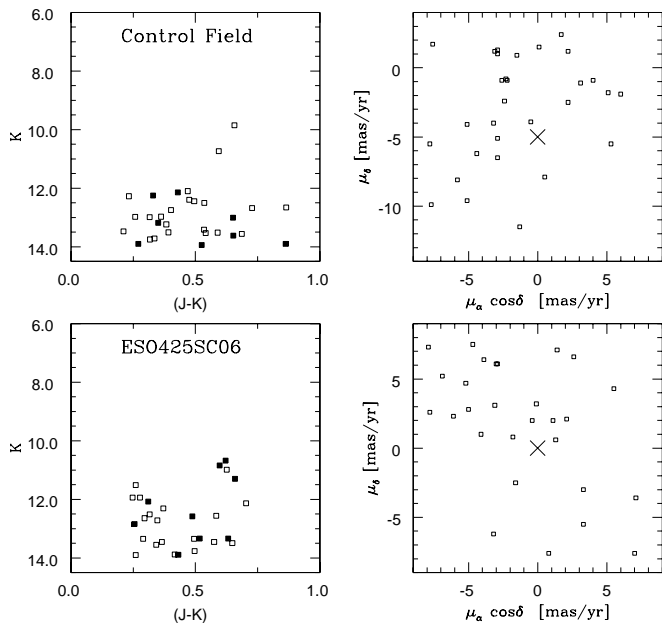 Control Field
6.0
8.0
10.0
12.0
14.0
K
0.0
0.5
1.0
(J-K)
0
-5
-10
μδ [mas/yr]
-5
0
5
μα cosδ [mas/yr]
ESO425SC06
6.0
8.0
10.0
12.0
14.0
K
0.0
0.5
1.0
(J-K)
5
0
-5
μδ [mas/yr]
-5
0
5
μα cosδ [mas/yr]